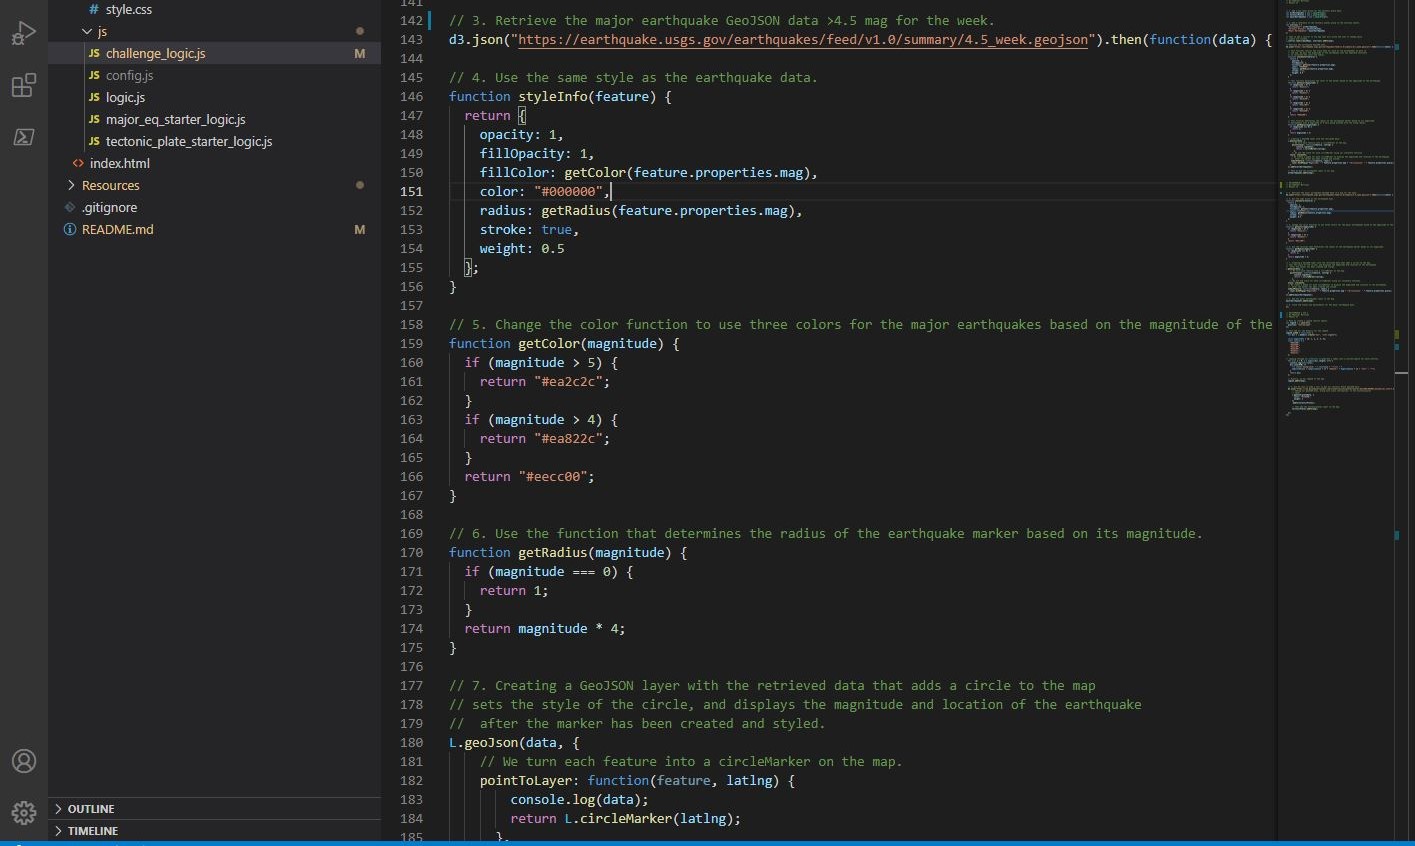 style.css
js
JS challenge_logic.js M
JS config.js
JS logic.js
JS major_eq_starter_logic.js
JS tectonic_plate_starter_logic.js
index.html
Resources
.gitignore
README.md M
OUTLINE
TIMELINE
141
142 // 3. Retrieve the major earthquake GeoJSON data >4.5 mag for the week.
143 d3.json("https://earthquake.usgs.gov/earthquakes/feed/v1.0/summary/4.5_week.geojson").then(function(data) {
144
145 // 4. Use the same style as the earthquake data.
146 function styleInfo(feature) {
147 return {
148 opacity: 1,
149 fillOpacity: 1,
150 fillColor: getColor(feature.properties.mag),
151 color: "#000000",
152 radius: getRadius(feature.properties.mag),
153 stroke: true,
154 weight: 0.5
155 };
156 }
157
158 // 5. Change the color function to use three colors for the major earthquakes based on the magnitude of the
159 function getColor(magnitude) {
160 if (magnitude > 5) {
161 return "#ea2c2c";
162 }
163 if (magnitude > 4) {
164 return "#ea822c";
165 }
166 return "#eecc00";
167 }
168
169 // 6. Use the function that determines the radius of the earthquake marker based on its magnitude.
170 function getRadius(magnitude) {
171 if (magnitude === 0) {
172 return 1;
173 }
174 return magnitude * 4;
175 }
176
177 // 7. Creating a GeoJSON layer with the retrieved data that adds a circle to the map
178 // sets the style of the circle, and displays the magnitude and location of the earthquake
179 // after the marker has been created and styled.
180 L.geoJson(data, {
181 // We turn each feature into a circleMarker on the map.
182 pointToLayer: function(feature, latlng) {
183 console.log(data);
184 return L.circleMarker(latlng);
185 },